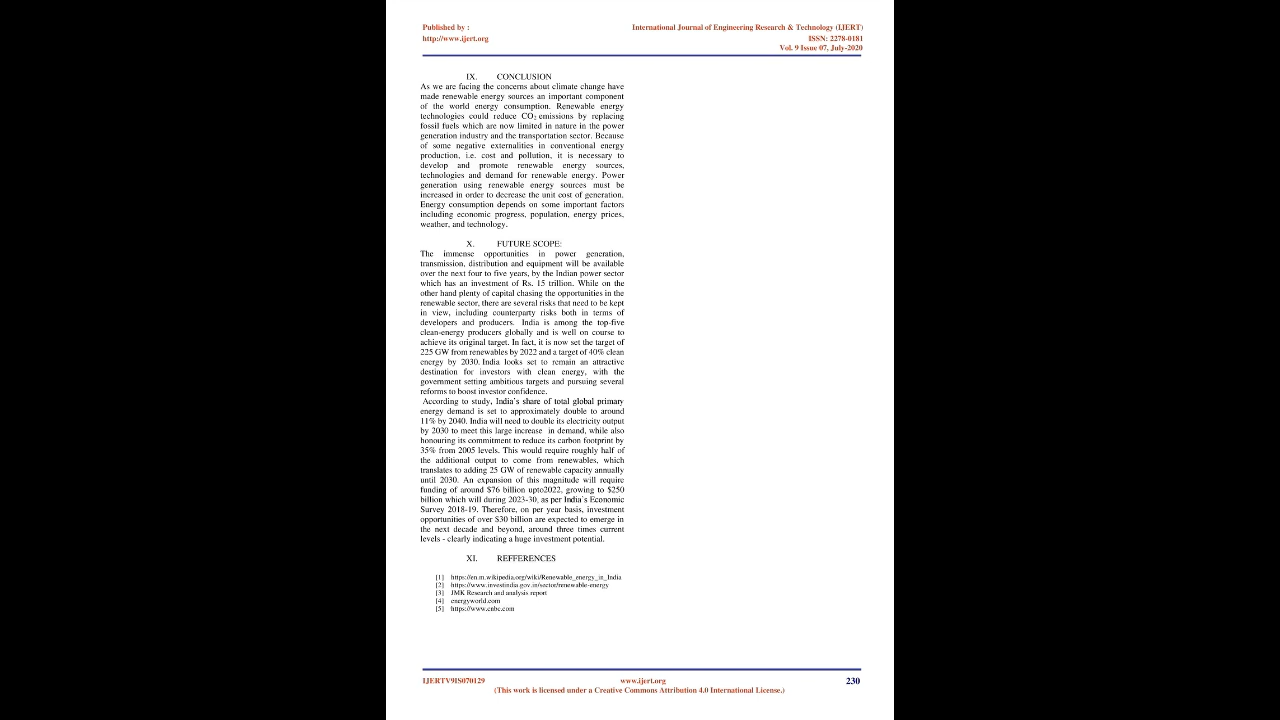 Published by :
http://www.ijert.org
International Journal of Engineering Research & Technology (IJERT)
ISSN: 2278-0181
Vol. 9 Issue 07, July-2020
IX. CONCLUSION
As we are facing the concerns about climate change have
made renewable energy sources an important component
of the world energy consumption. Renewable energy
technologies could reduce CO₂ emissions by replacing
fossil fuels which are now limited in nature in the power
generation industry and the transportation sector. Because
of some negative externalities in conventional energy
production, i.e. cost and pollution, it is necessary to
develop and promote renewable energy sources,
technologies and demand for renewable energy. Power
generation using renewable energy sources must be
increased in order to decrease the unit cost of generation.
Energy consumption depends on some important factors
including economic progress, population, energy prices,
weather, and technology.
X. FUTURE SCOPE:
The immense opportunities in power generation,
transmission, distribution and equipment will be available
over the next four to five years, by the Indian power sector
which has an investment of Rs. 15 trillion. While on the
other hand plenty of capital chasing the opportunities in the
renewable sector, there are several risks that need to be kept
in view, including counterparty risks both in terms of
developers and producers. India is among the top-five
clean-energy producers globally and is well on course to
achieve its original target. In fact, it is now set the target of
225 GW from renewables by 2022 and a target of 40% clean
energy by 2030. India looks set to remain an attractive
destination for investors with clean energy, with the
government setting ambitious targets and pursuing several
reforms to boost investor confidence.
According to study, India's share of total global primary
energy demand is set to approximately double to around
11% by 2040. India will need to double its electricity output
by 2030 to meet this large increase in demand, while also
honouring its commitment to reduce its carbon footprint by
35% from 2005 levels. This would require roughly half of
the additional output to come from renewables, which
translates to adding 25 GW of renewable capacity annually
until 2030. An expansion of this magnitude will require
funding of around $76 billion upto2022, growing to $250
billion which will during 2023-30, as per India's Economic
Survey 2018-19. Therefore, on per year basis, investment
opportunities of over $30 billion are expected to emerge in
the next decade and beyond, around three times current
levels - clearly indicating a huge investment potential.
XI. REFFERENCES
[1] https://en.m.wikipedia.org/wiki/Renewable_energy_in_India
[2] https://www.investindia.gov.in/sector/renewable-energy
[3] JMK Research and analysis report
[4] energyworld.com
[5] https://www.cnbc.com
IJERTV9IS070129
www.ijert.org
230
(This work is licensed under a Creative Commons Attribution 4.0 International License.)